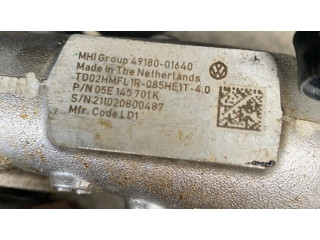 MHI Group 49180-01640
Made in The Netherlands
TD02HMFL1R-085HE1T-4.0
P/N 05E 145 701K
S/N 211020800487
Mfr. Code LD1